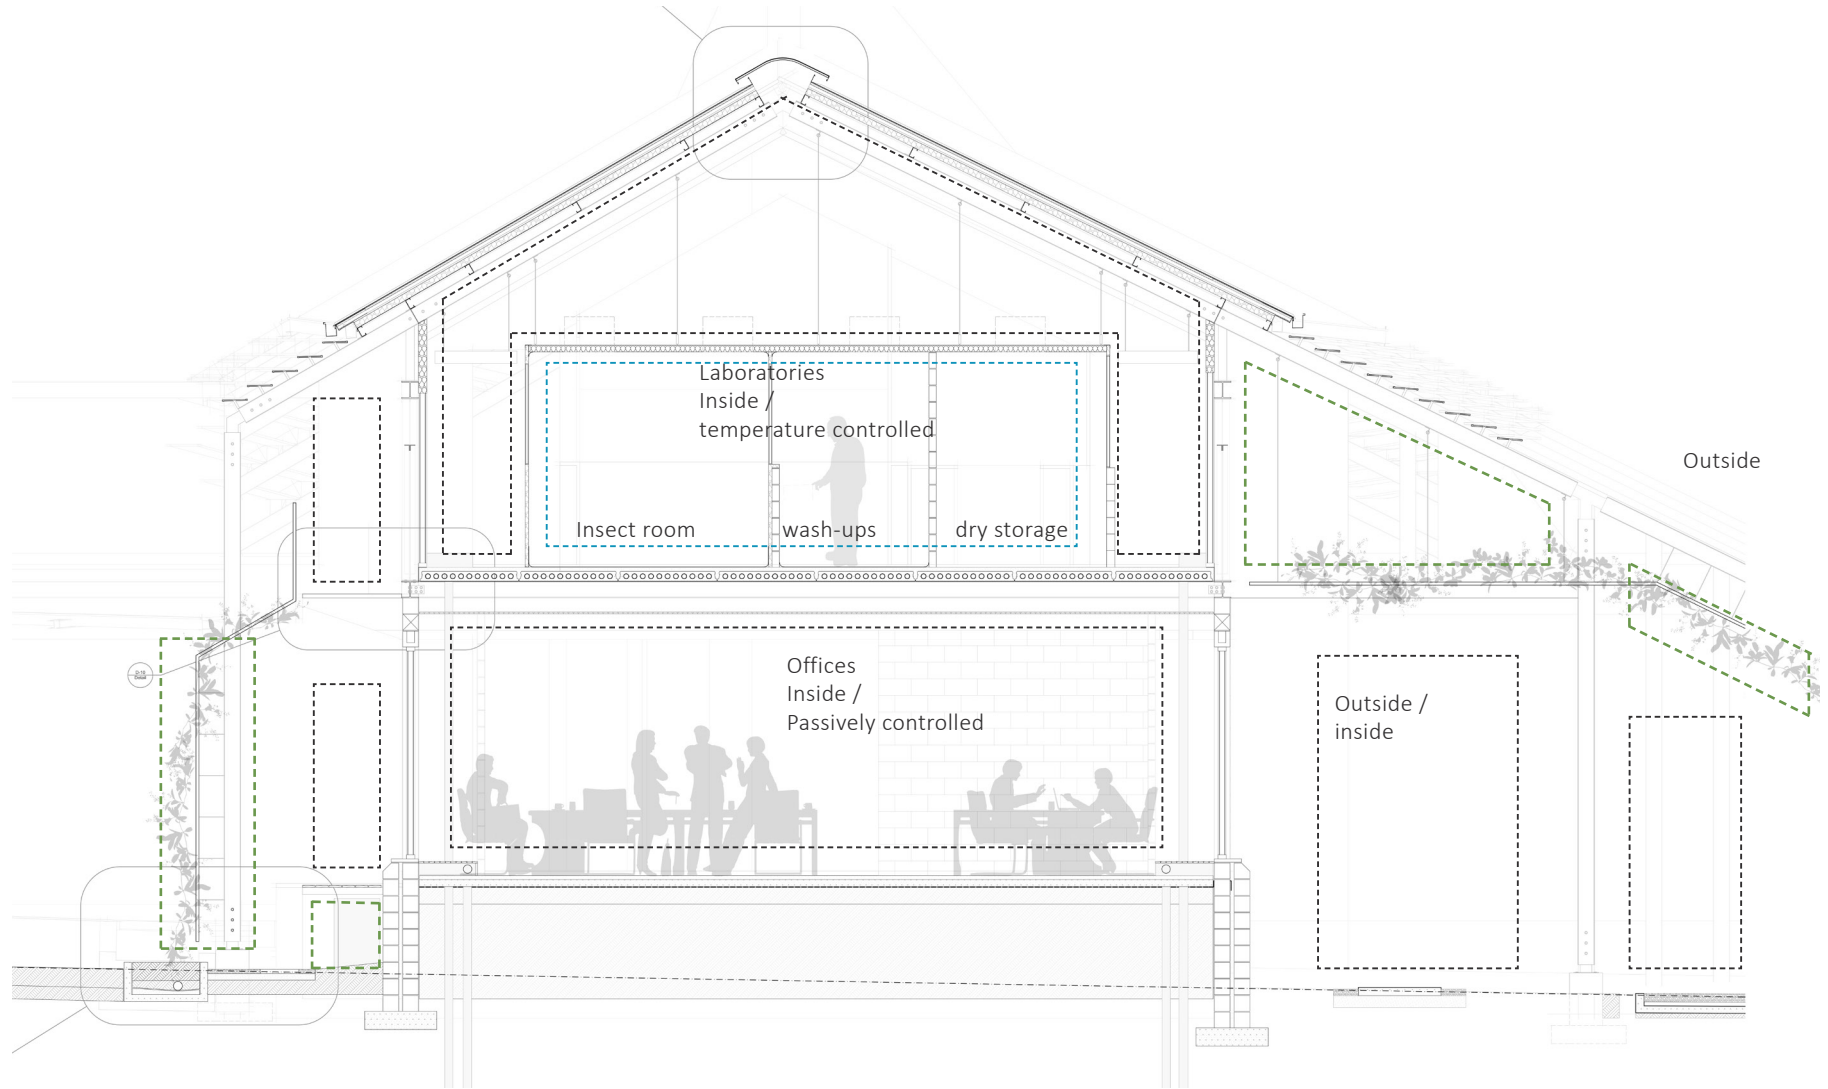 Laboratories
Inside /
temperature controlled
Outside
Insect room
wash-ups
dry storage
Offices
Inside /
Passively controlled
Outside /
inside